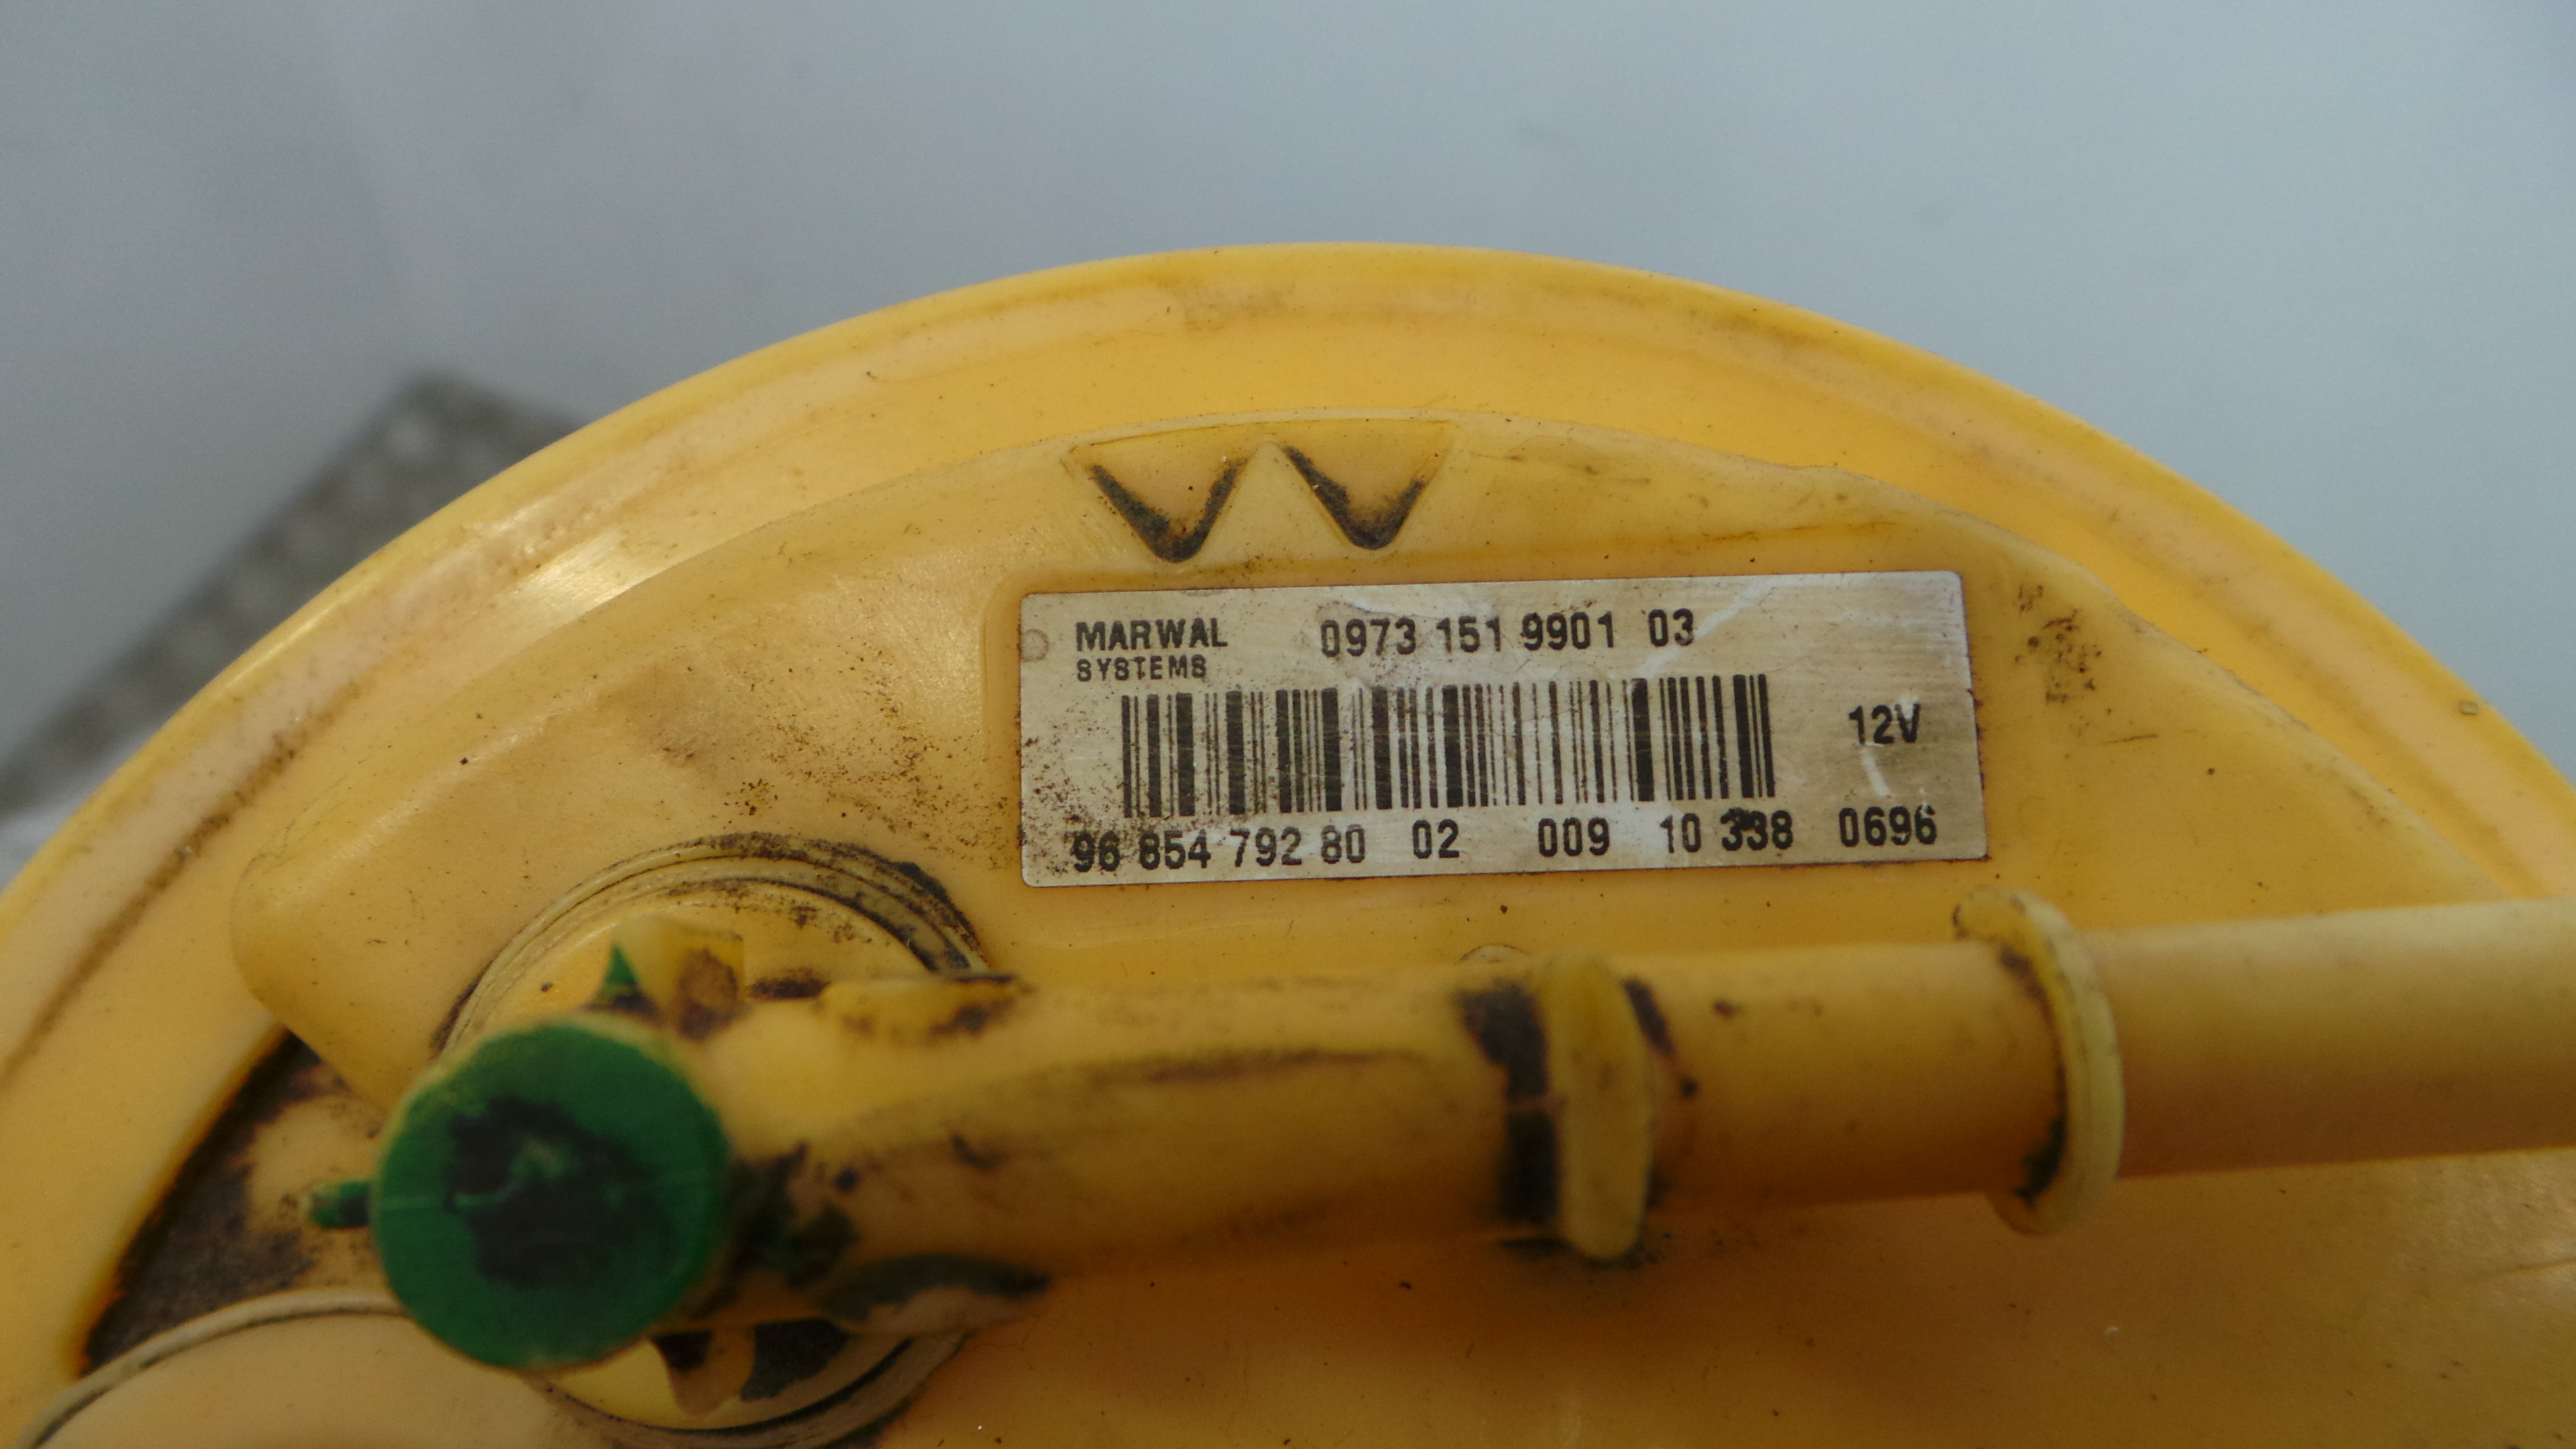 MARWAL 0973 151 9901 03
SYSTEMS
12V
96 854 792 80 02 009 10 338 0696